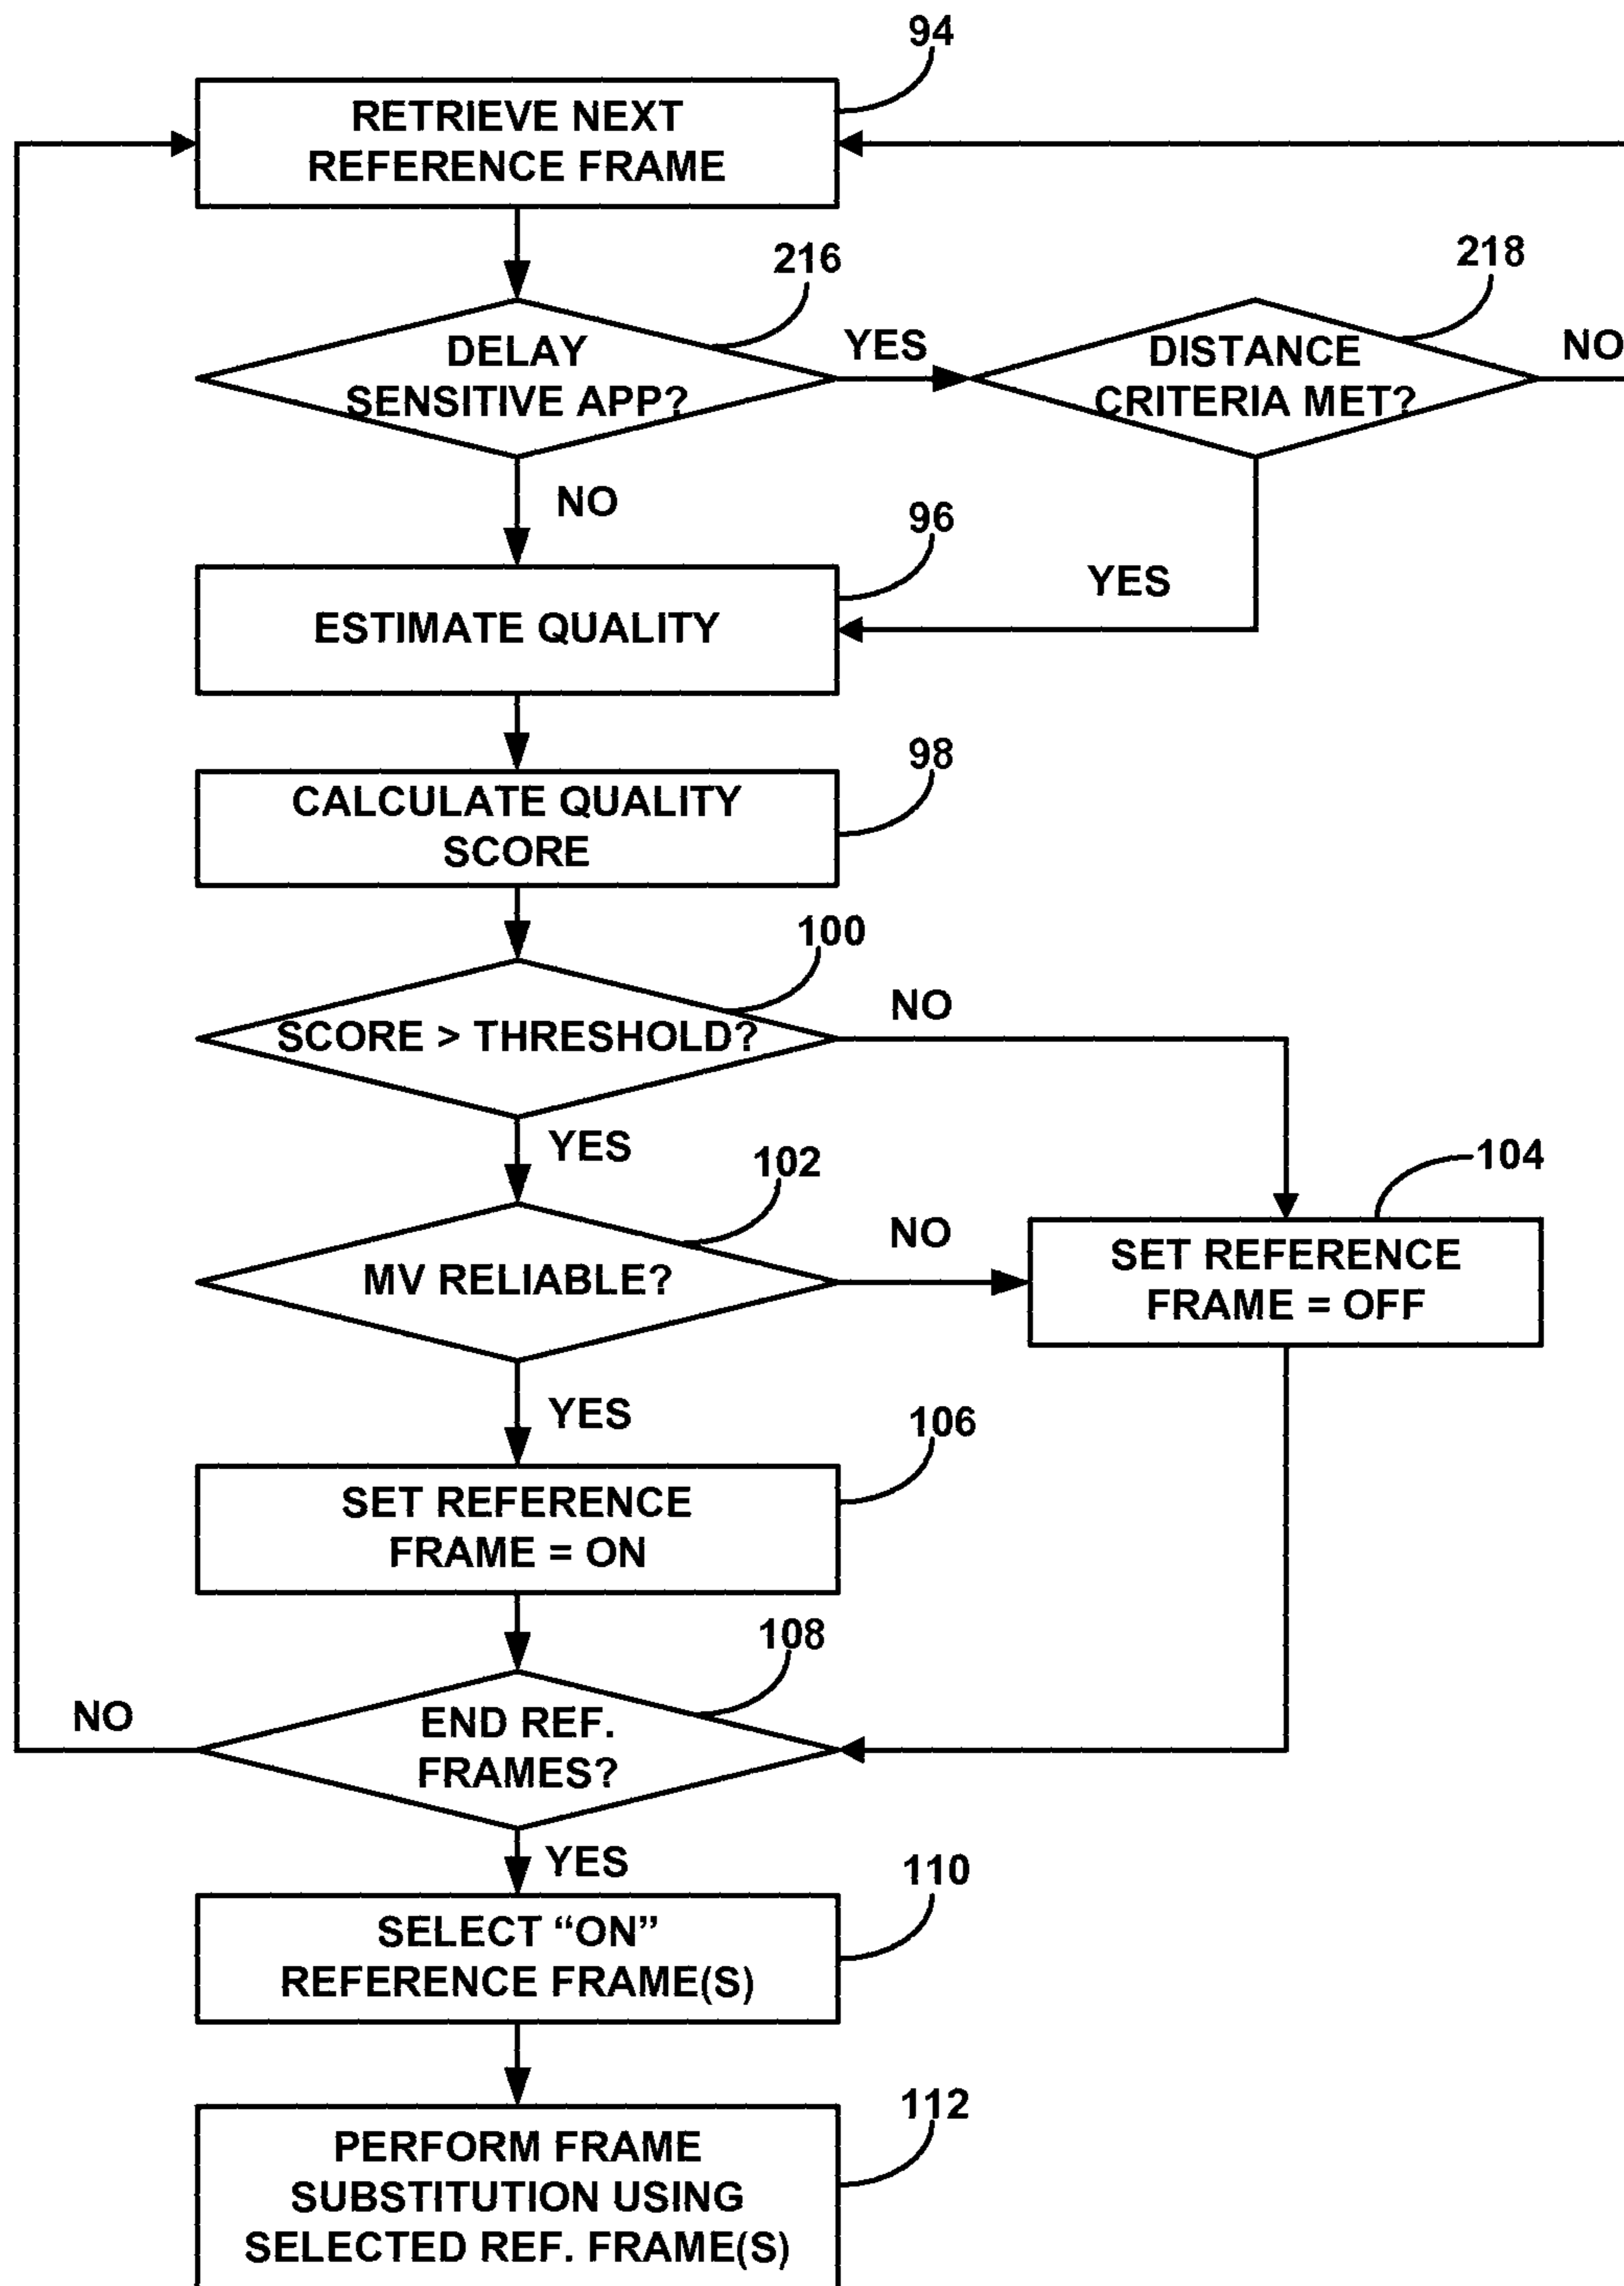 94
RETRIEVE NEXT
REFERENCE FRAME
216
218
DELAY
SENSITIVE APP?
YES
DISTANCE
CRITERIA MET?
NO
NO
96
YES
ESTIMATE QUALITY
98
CALCULATE QUALITY
SCORE
100
NO
SCORE > THRESHOLD?
YES
102
104
NO
MV RELIABLE?
SET REFERENCE
FRAME = OFF
YES
106
SET REFERENCE
FRAME = ON
108
NO
END REF.
FRAMES?
YES
110
SELECT “ON”
REFERENCE FRAME(S)
112
PERFORM FRAME
SUBSTITUTION USING
SELECTED REF. FRAME(S)